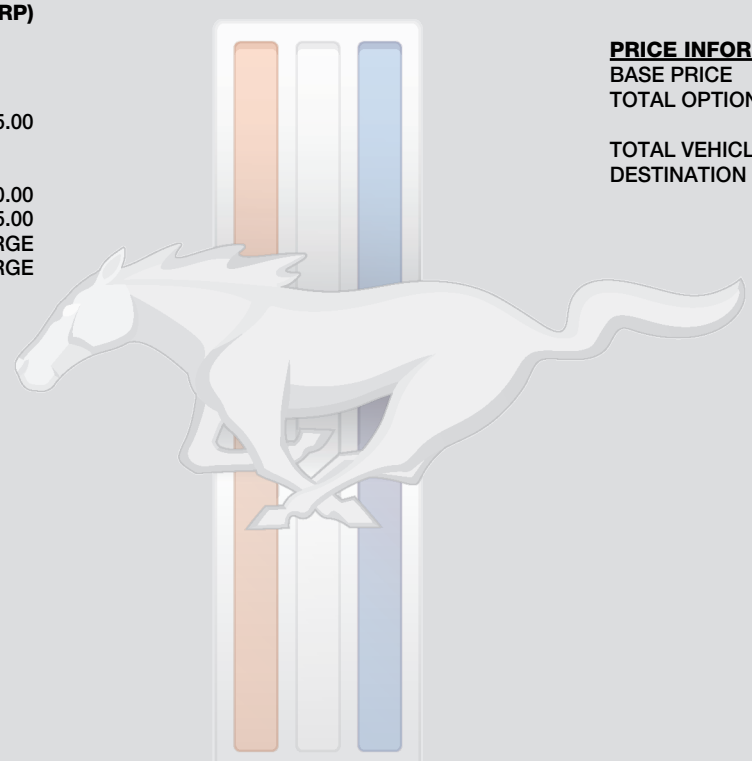 RP)
5.00
0.00
5.00
RGE
RGE
PRICE INFOR
BASE PRICE
TOTAL OPTION
TOTAL VEHICL
DESTINATION